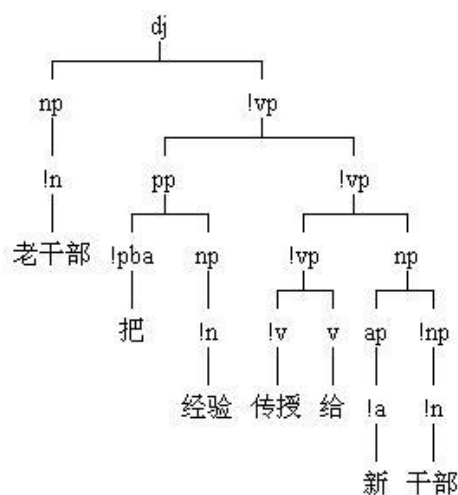 dj
np !vp
!n pp !vp
老干部 !pba np !vp np
把 !n !v v ap !np
经验 传授 给 !a !n
新 干部